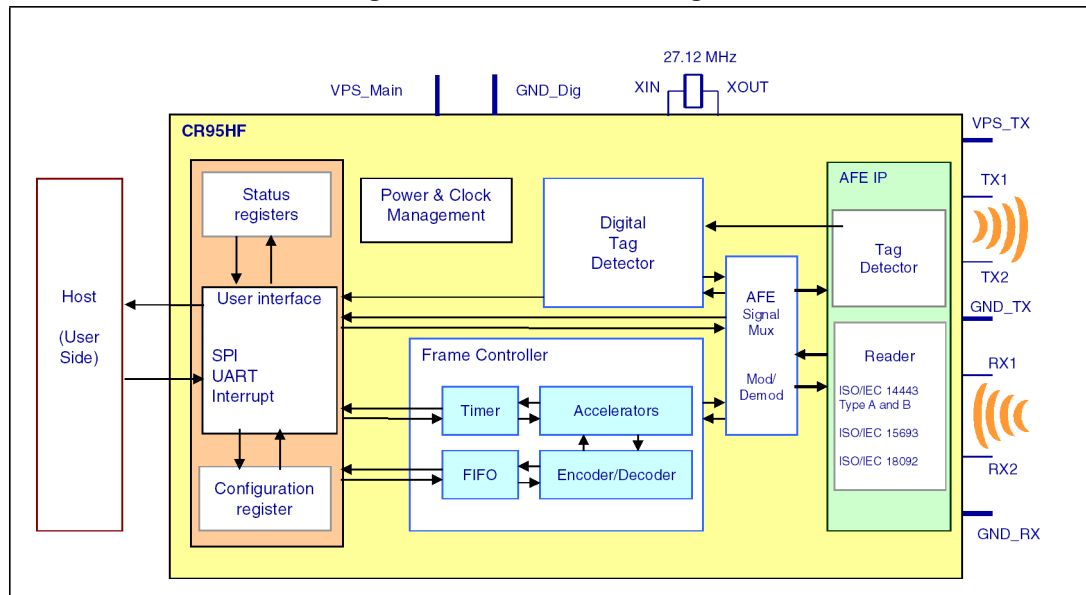 27.12 MHz
VPS_Main
GND_Dig
XIN
XOUT
CR95HF
VPS_TX
Status
registers
Power & Clock
Management
Digital
Tag
Detector
AFE IP
Tag
Detector
TX1
TX2
GND_TX
Host
(User
Side)
User interface
SPI
UART
Interrupt
AFE
Signal
Mux
Mod/
Demod
Frame Controller
Timer
Accelerators
FIFO
Encoder/Decoder
Configuration
register
Reader
ISO/IEC 14443
Type A and B
ISO/IEC 15693
ISO/IEC 18092
RX1
RX2
GND_RX